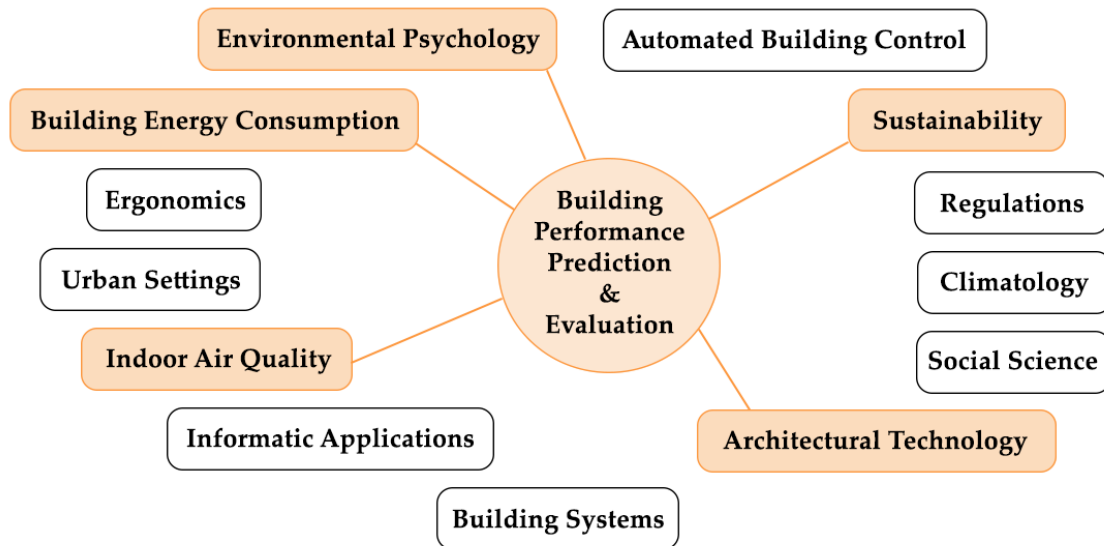 Environmental Psychology
Automated Building Control
Building Energy Consumption
Sustainability
Ergonomics
Building
Performance
Prediction
&
Evaluation
Regulations
Urban Settings
Climatology
Indoor Air Quality
Social Science
Informatic Applications
Architectural Technology
Building Systems